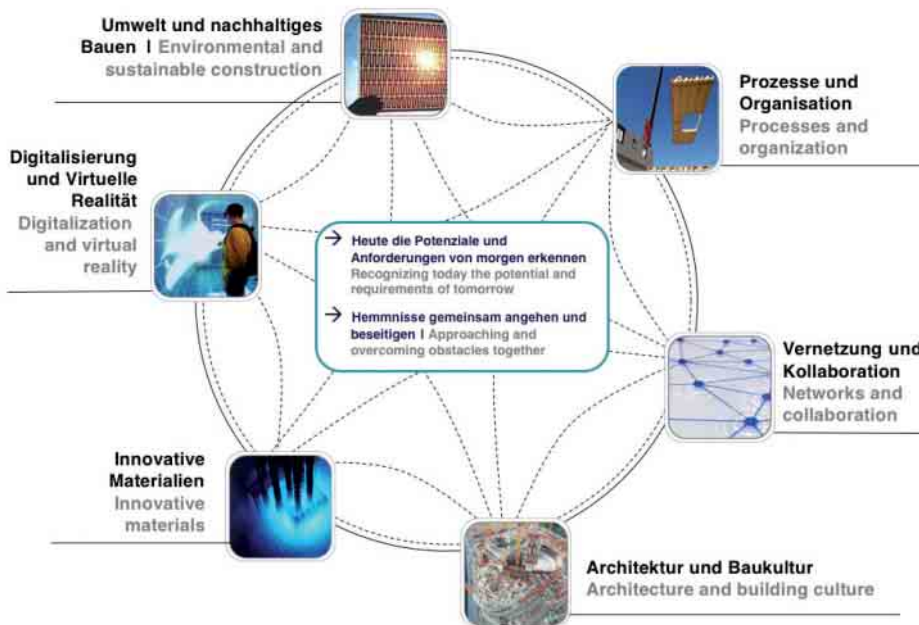 Umwelt und nachhaltiges
Bauen | Environmental and
sustainable construction
Prozesse und
Organisation
Processes and
organization
Digitalisierung
und Virtuelle
Realität
Digitalization
and virtual
reality
→ Heute die Potenziale und
Anforderungen von morgen erkennen
Recognizing today the potential and
requirements of tomorrow
→ Hemmnisse gemeinsam angehen und
beseitigen | Approaching and
overcoming obstacles together
Vernetzung und
Kollaboration
Networks and
collaboration
Innovative
Materialien
Innovative
materials
Architektur und Baukultur
Architecture and building culture